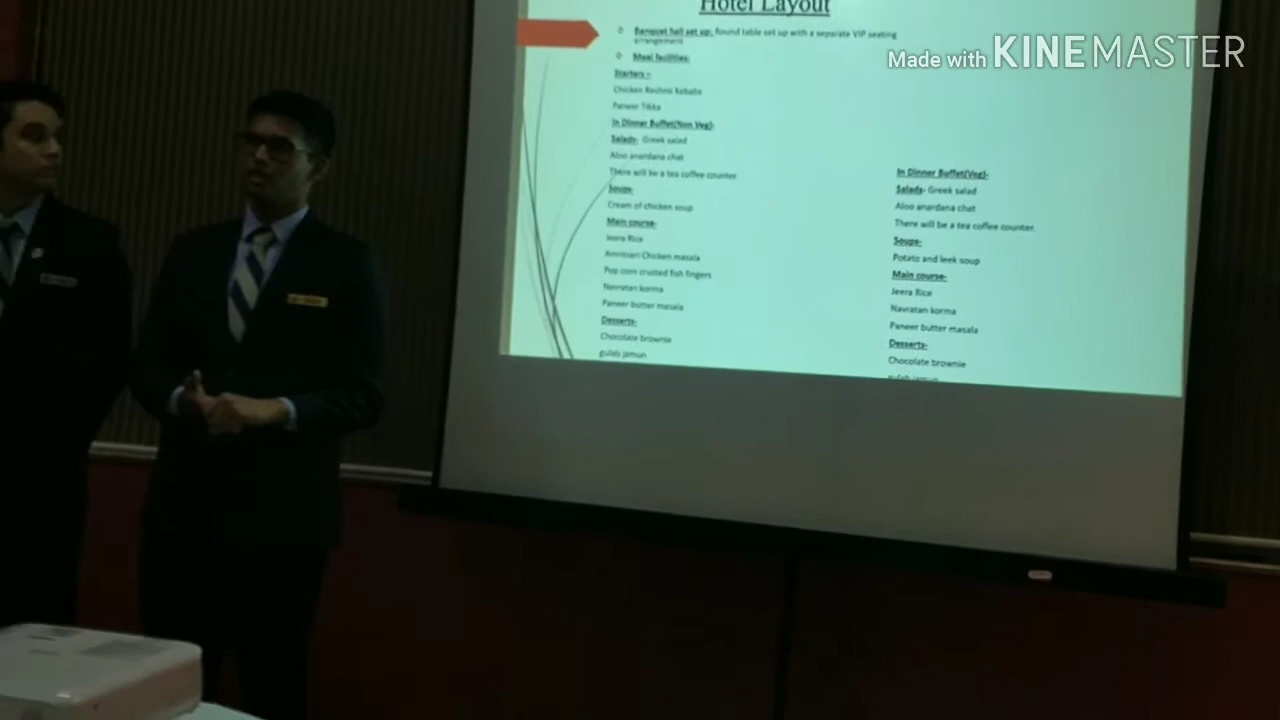 Hotel Layout
Banquet hall set up: Round table set up with a separate VIP seating
arrangement
Made with KINEMASTER
Meal facilities:
Starters –
Chicken Reshmi Kebabs
Paneer Tikka
In Dinner Buffet(Non Veg)-
Salads- Greek salad
Aloo anardana chat
There will be a tea coffee counter.
Soups-
Cream of chicken soup
Main course-
Jeera Rice
Amritsari Chicken masala
Pop corn crusted fish fingers
Navratan korma
Paneer butter masala
Desserts-
Chocolate brownie
gulab jamun
In Dinner Buffet(Veg)-
Salads- Greek salad
Aloo anardana chat
There will be a tea coffee counter.
Soups-
Potato and leek soup
Main course-
Jeera Rice
Navratan korma
Paneer butter masala
Desserts-
Chocolate brownie
gulab jamun